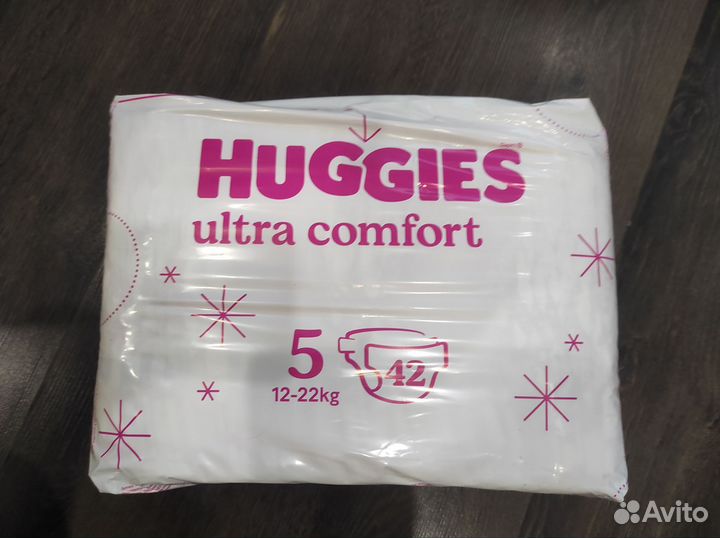 HUGGIES
ultra comfort
5
42
12-22kg
Avito